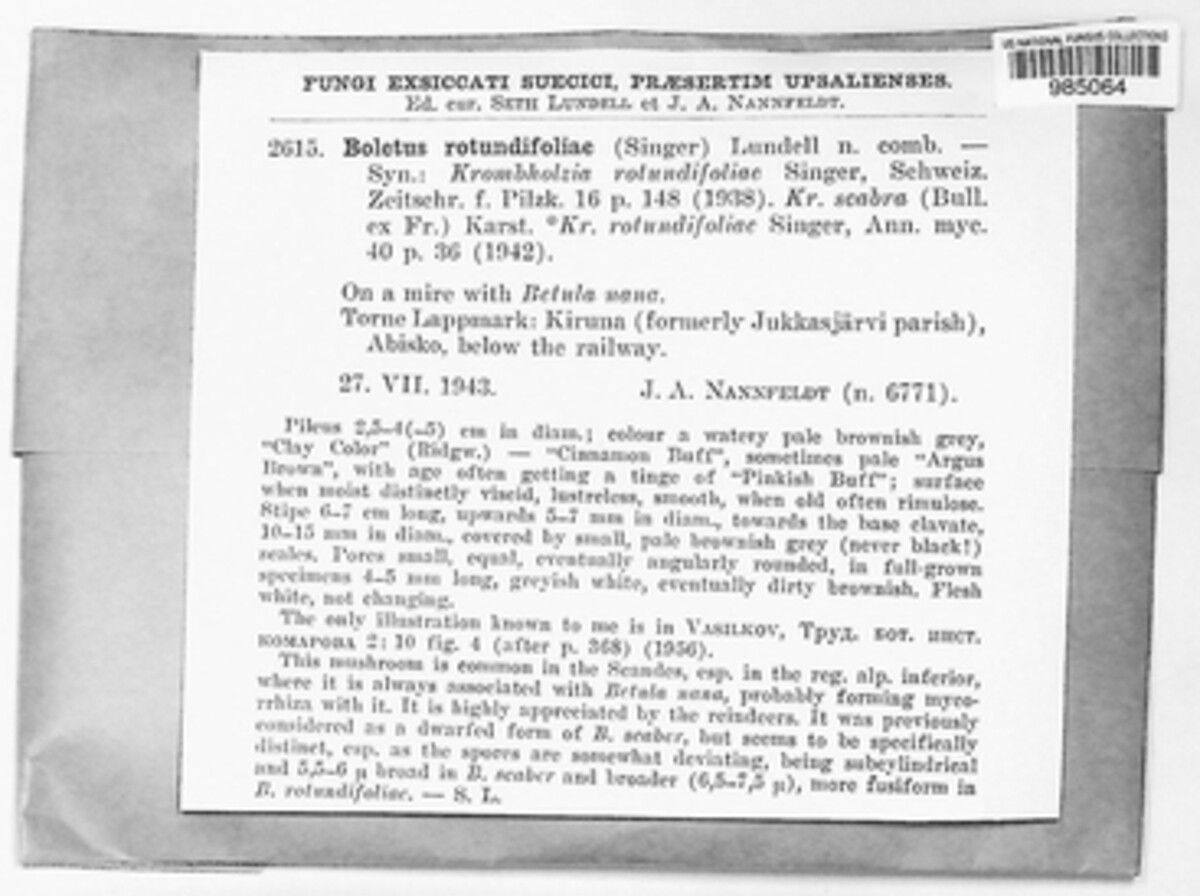 US NATIONAL FUNGUS COLLECTIONS
985064
FUNGI EXSICCATI SUECICI, PRÆSERTIM UPSALIENSES.
Ed. cur. SETH LUNDELL et J. A. NANNFELDT.
2615. Boletus rotundifoliae (Singer) Lundell n. comb. —
Syn.: Krombholzia rotundifoliae Singer, Schweiz.
Zeitschr. f. Pilzk. 16 p. 148 (1938). Kr. scabra (Bull.
ex Fr.) Karst. *Kr. rotundifoliae Singer, Ann. myc.
40 p. 36 (1942).
On a mire with Betula nana.
Torne Lappmark: Kiruna (formerly Jukkasjärvi parish),
Abisko, below the railway.
27. VII. 1943. J. A. NANNFELDT (n. 6771).
Pileus 2,5–4(–5) cm in diam.; colour a watery pale brownish grey,
"Clay Color" (Ridgw.) — "Cinnamon Buff", sometimes pale "Argus
Brown", with age often getting a tinge of "Pinkish Buff"; surface
when moist distinctly viscid, lustreless, smooth, when old often rimulose.
Stipe 6–7 cm long, upwards 5–7 mm in diam., towards the base clavate,
10–15 mm in diam., covered by small, pale brownish grey (never black!)
scales. Pores small, equal, eventually angularly rounded, in full-grown
specimens 4–5 mm long, greyish white, eventually dirty brownish. Flesh
white, not changing.
The only illustration known to me is in VASILKOV, Труд. бот. инст.
КОМАРОВА 2: 10 fig. 4 (after p. 368) (1956).
This mushroom is common in the Scandes, esp. in the reg. alp. inferior,
where it is always associated with Betula nana, probably forming myco-
rrhiza with it. It is highly appreciated by the reindeers. It was previously
considered as a dwarfed form of B. scaber, but seems to be specifically
distinct, esp. as the spores are somewhat deviating, being subcylindrical
and 5,5–6 µ broad in B. scaber and broader (6,5–7,5 µ), more fusiform in
B. rotundifoliae. — S. L.